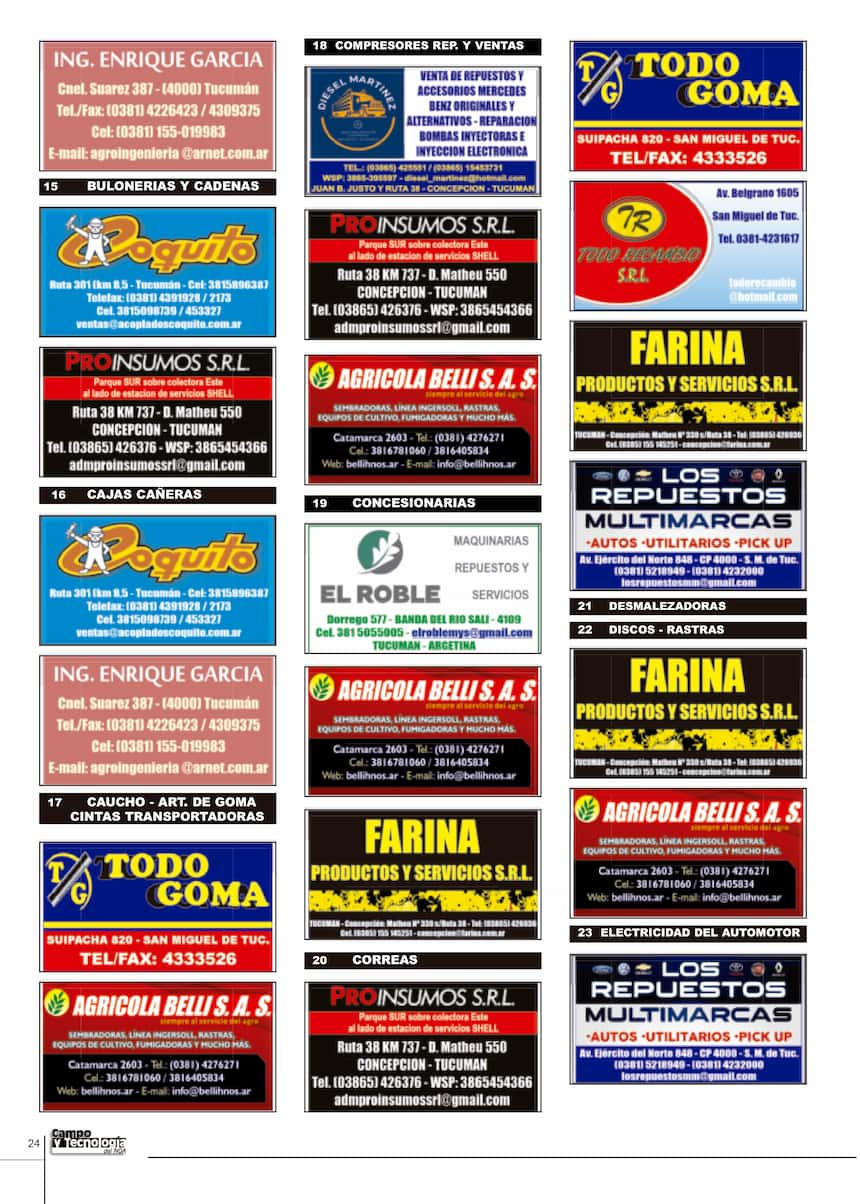 ING. ENRIQUE GARCIA
Cnel. Suarez 387 - (4000) Tucumán
Tel./Fax: (0381) 4226423 / 4309375
Cel: (0381) 155-019983
E-mail: agroingenieria @arnet.com.ar
15 BULONERIAS Y CADENAS
Coquito
Ruta 301 (km 8,5 - Tucumán - Cel: 3815896387
Telefax: (0381) 4391928 / 2173
Cel. 3815098739 / 453327
ventas@acopladoscoquito.com.ar
PROINSUMOS S.R.L.
Parque SUR sobre colectora Este
al lado de estacion de servicios SHELL
Ruta 38 KM 737 - D. Matheu 550
CONCEPCION - TUCUMAN
Tel. (03865) 426376 - WSP: 3865454366
admproinsumossrl@gmail.com
16 CAJAS CAÑERAS
Coquito
Ruta 301 (km 8,5 - Tucumán - Cel: 3815896387
Telefax: (0381) 4391928 / 2173
Cel. 3815098739 / 453327
ventas@acopladoscoquito.com.ar
ING. ENRIQUE GARCIA
Cnel. Suarez 387 - (4000) Tucumán
Tel./Fax: (0381) 4226423 / 4309375
Cel: (0381) 155-019983
E-mail: agroingenieria @arnet.com.ar
17 CAUCHO - ART. DE GOMA
CINTAS TRANSPORTADORAS
TG TODO
GOMA
SUIPACHA 820 - SAN MIGUEL DE TUC.
TEL/FAX: 4333526
AGRICOLA BELLI S. A. S.
siempre al servicio del agro
SEMBRADORAS, LÍNEA INGERSOLL, RASTRAS,
EQUIPOS DE CULTIVO, FUMIGADORAS Y MUCHO MÁS.
Catamarca 2603 - Tel.: (0381) 4276271
Cel.: 3816781060 / 3816405834
Web: bellihnos.ar - E-mail: info@bellihnos.ar
18 COMPRESORES REP. Y VENTAS
DIESEL MARTINEZ
VENTA DE REPUESTOS Y
ACCESORIOS MERCEDES
BENZ ORIGINALES Y
ALTERNATIVOS - REPARACION
BOMBAS INYECTORAS E
INYECCION ELECTRONICA
TEL.: (03865) 425551 / (03865) 15453731
WSP: 3865-395597 - diesel_martinez@hotmail.com
JUAN B. JUSTO Y RUTA 38 - CONCEPCION - TUCUMAN
PROINSUMOS S.R.L.
Parque SUR sobre colectora Este
al lado de estacion de servicios SHELL
Ruta 38 KM 737 - D. Matheu 550
CONCEPCION - TUCUMAN
Tel. (03865) 426376 - WSP: 3865454366
admproinsumossrl@gmail.com
AGRICOLA BELLI S. A. S.
siempre al servicio del agro
SEMBRADORAS, LÍNEA INGERSOLL, RASTRAS,
EQUIPOS DE CULTIVO, FUMIGADORAS Y MUCHO MÁS.
Catamarca 2603 - Tel.: (0381) 4276271
Cel.: 3816781060 / 3816405834
Web: bellihnos.ar - E-mail: info@bellihnos.ar
19 CONCESIONARIAS
EL ROBLE
MAQUINARIAS
REPUESTOS Y
SERVICIOS
Dorrego 577 - BANDA DEL RIO SALI - 4109
Cel. 381 5055005 - elroblemys@gmail.com
TUCUMAN - ARGETINA
AGRICOLA BELLI S. A. S.
siempre al servicio del agro
SEMBRADORAS, LÍNEA INGERSOLL, RASTRAS,
EQUIPOS DE CULTIVO, FUMIGADORAS Y MUCHO MÁS.
Catamarca 2603 - Tel.: (0381) 4276271
Cel.: 3816781060 / 3816405834
Web: bellihnos.ar - E-mail: info@bellihnos.ar
FARINA
PRODUCTOS Y SERVICIOS S.R.L.
TUCUMAN - Concepción: Matheu Nº 330 s/Ruta 38 - Tel: (03865) 426936
Cel. (0365) 155 145251 - concepcion@farina.com.ar
20 CORREAS
PROINSUMOS S.R.L.
Parque SUR sobre colectora Este
al lado de estacion de servicios SHELL
Ruta 38 KM 737 - D. Matheu 550
CONCEPCION - TUCUMAN
Tel. (03865) 426376 - WSP: 3865454366
admproinsumossrl@gmail.com
TG TODO
GOMA
SUIPACHA 820 - SAN MIGUEL DE TUC.
TEL/FAX: 4333526
TR
TODO RECAMBIO
S.R.L.
Av. Belgrano 1605
San Miguel de Tuc.
Tel. 0381-4231617
todorecambio
@hotmail.com
FARINA
PRODUCTOS Y SERVICIOS S.R.L.
TUCUMAN - Concepción: Matheu Nº 330 s/Ruta 38 - Tel: (03865) 426936
Cel. (0365) 155 145251 - concepcion@farina.com.ar
LOS
REPUESTOS
MULTIMARCAS
•AUTOS •UTILITARIOS •PICK UP
Av. Ejército del Norte 848 - CP 4000 - S. M. de Tuc.
(0381) 5218949 - (0381) 4232000
losrepuestosmm@gmail.com
21 DESMALEZADORAS
22 DISCOS - RASTRAS
FARINA
PRODUCTOS Y SERVICIOS S.R.L.
TUCUMAN - Concepción: Matheu Nº 330 s/Ruta 38 - Tel: (03865) 426936
Cel. (0365) 155 145251 - concepcion@farina.com.ar
AGRICOLA BELLI S. A. S.
siempre al servicio del agro
SEMBRADORAS, LÍNEA INGERSOLL, RASTRAS,
EQUIPOS DE CULTIVO, FUMIGADORAS Y MUCHO MÁS.
Catamarca 2603 - Tel.: (0381) 4276271
Cel.: 3816781060 / 3816405834
Web: bellihnos.ar - E-mail: info@bellihnos.ar
23 ELECTRICIDAD DEL AUTOMOTOR
LOS
REPUESTOS
MULTIMARCAS
•AUTOS •UTILITARIOS •PICK UP
Av. Ejército del Norte 848 - CP 4000 - S. M. de Tuc.
(0381) 5218949 - (0381) 4232000
losrepuestosmm@gmail.com
24
Campo
y Tecnología
del NOA